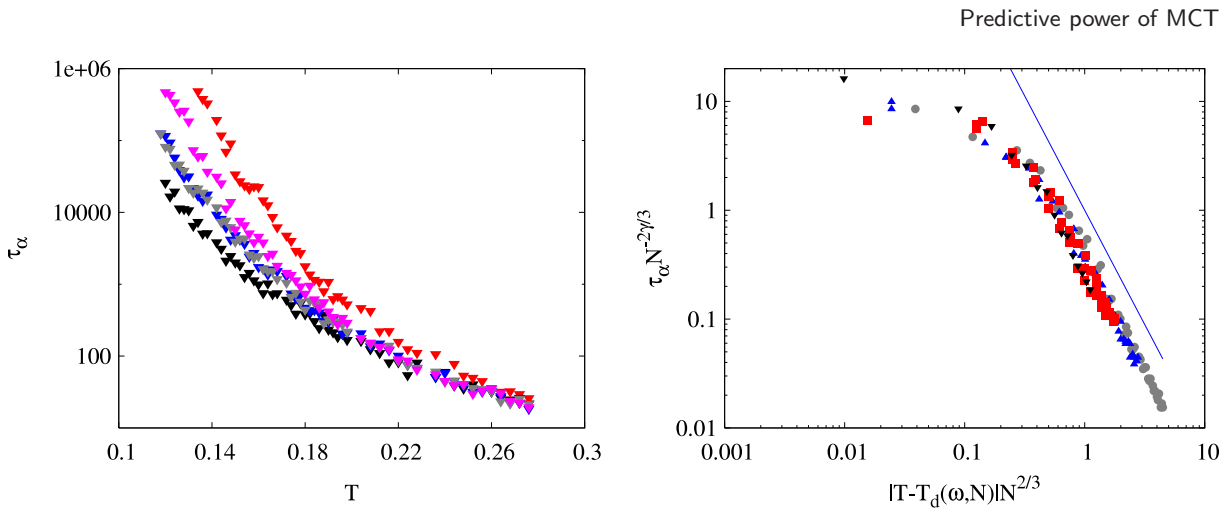 Predictive power of MCT
1e+06
10000
100
τα
0.1 0.14 0.18 0.22 0.26 0.3
T
10
1
0.1
0.01
τα N^-2γ/3
0.001 0.01 0.1 1 10
|T-Td(ω,N)|N^2/3